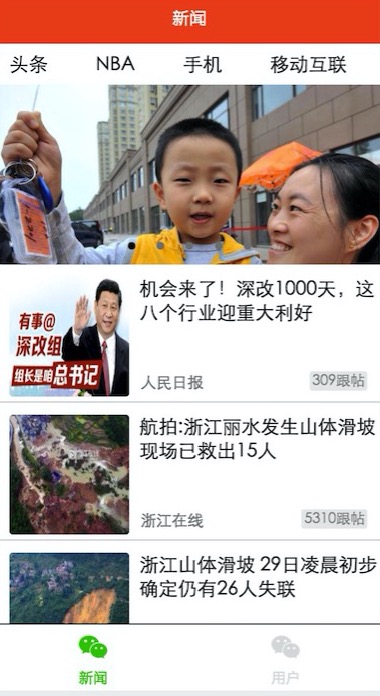 新闻
头条 NBA 手机 移动互联
机会来了！深改1000天，这
八个行业迎重大利好
有事@
深改组
组长是咱总书记
人民日报 309跟帖
航拍:浙江丽水发生山体滑坡
现场已救出15人
浙江在线 5310跟帖
浙江山体滑坡 29日凌晨初步
确定仍有26人失联
新闻 用户